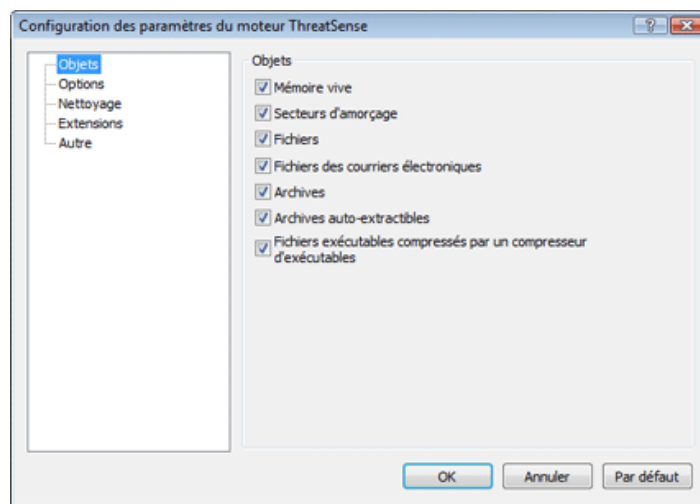 Configuration des paramètres du moteur ThreatSense
Objets
Options
Nettoyage
Extensions
Autre
Objets
Mémoire vive
Secteurs d'amorçage
Fichiers
Fichiers des courriers électroniques
Archives
Archives auto-extractibles
Fichiers exécutables compressés par un compresseur
d'exécutables
OK
Annuler
Par défaut